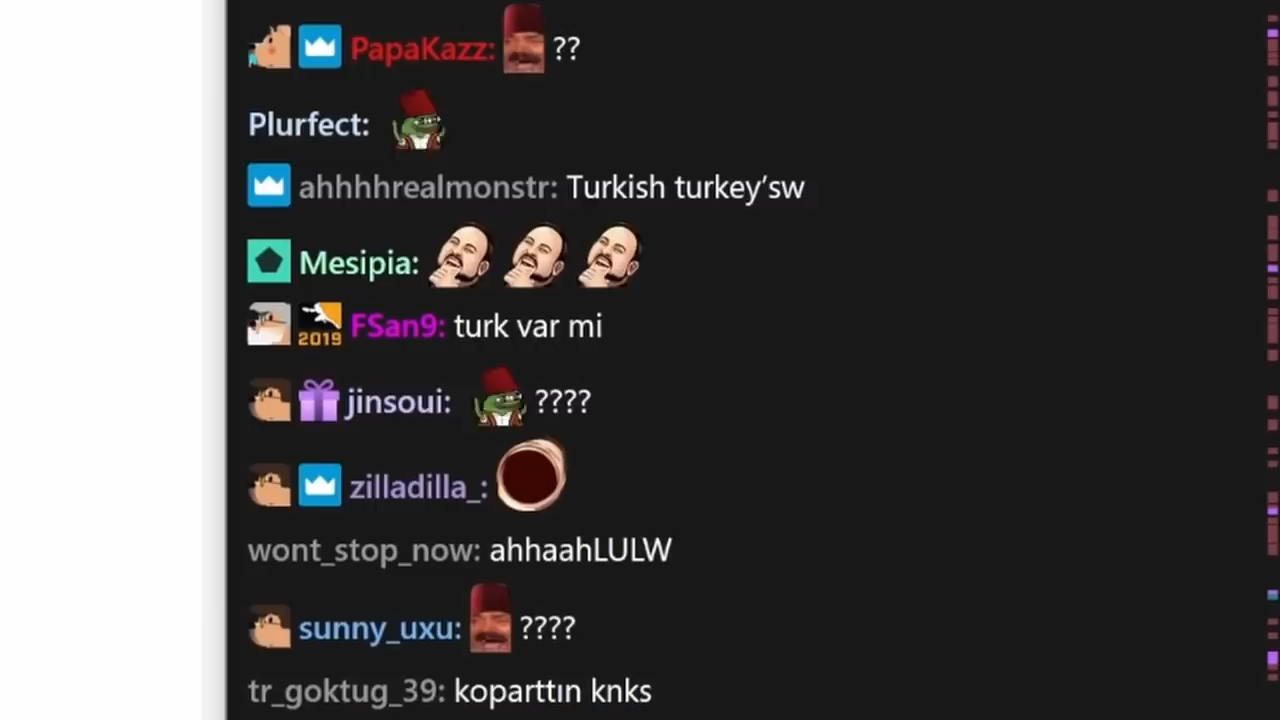 PapaKazz: ??
Plurfect:
ahhhhrealmonstr: Turkish turkey’sw
Mesipia:
2019 FSan9: turk var mi
jinsoui: ????
zilladilla_:
wont_stop_now: ahhaahLULW
sunny_uxu: ????
tr_goktug_39: koparttın knks